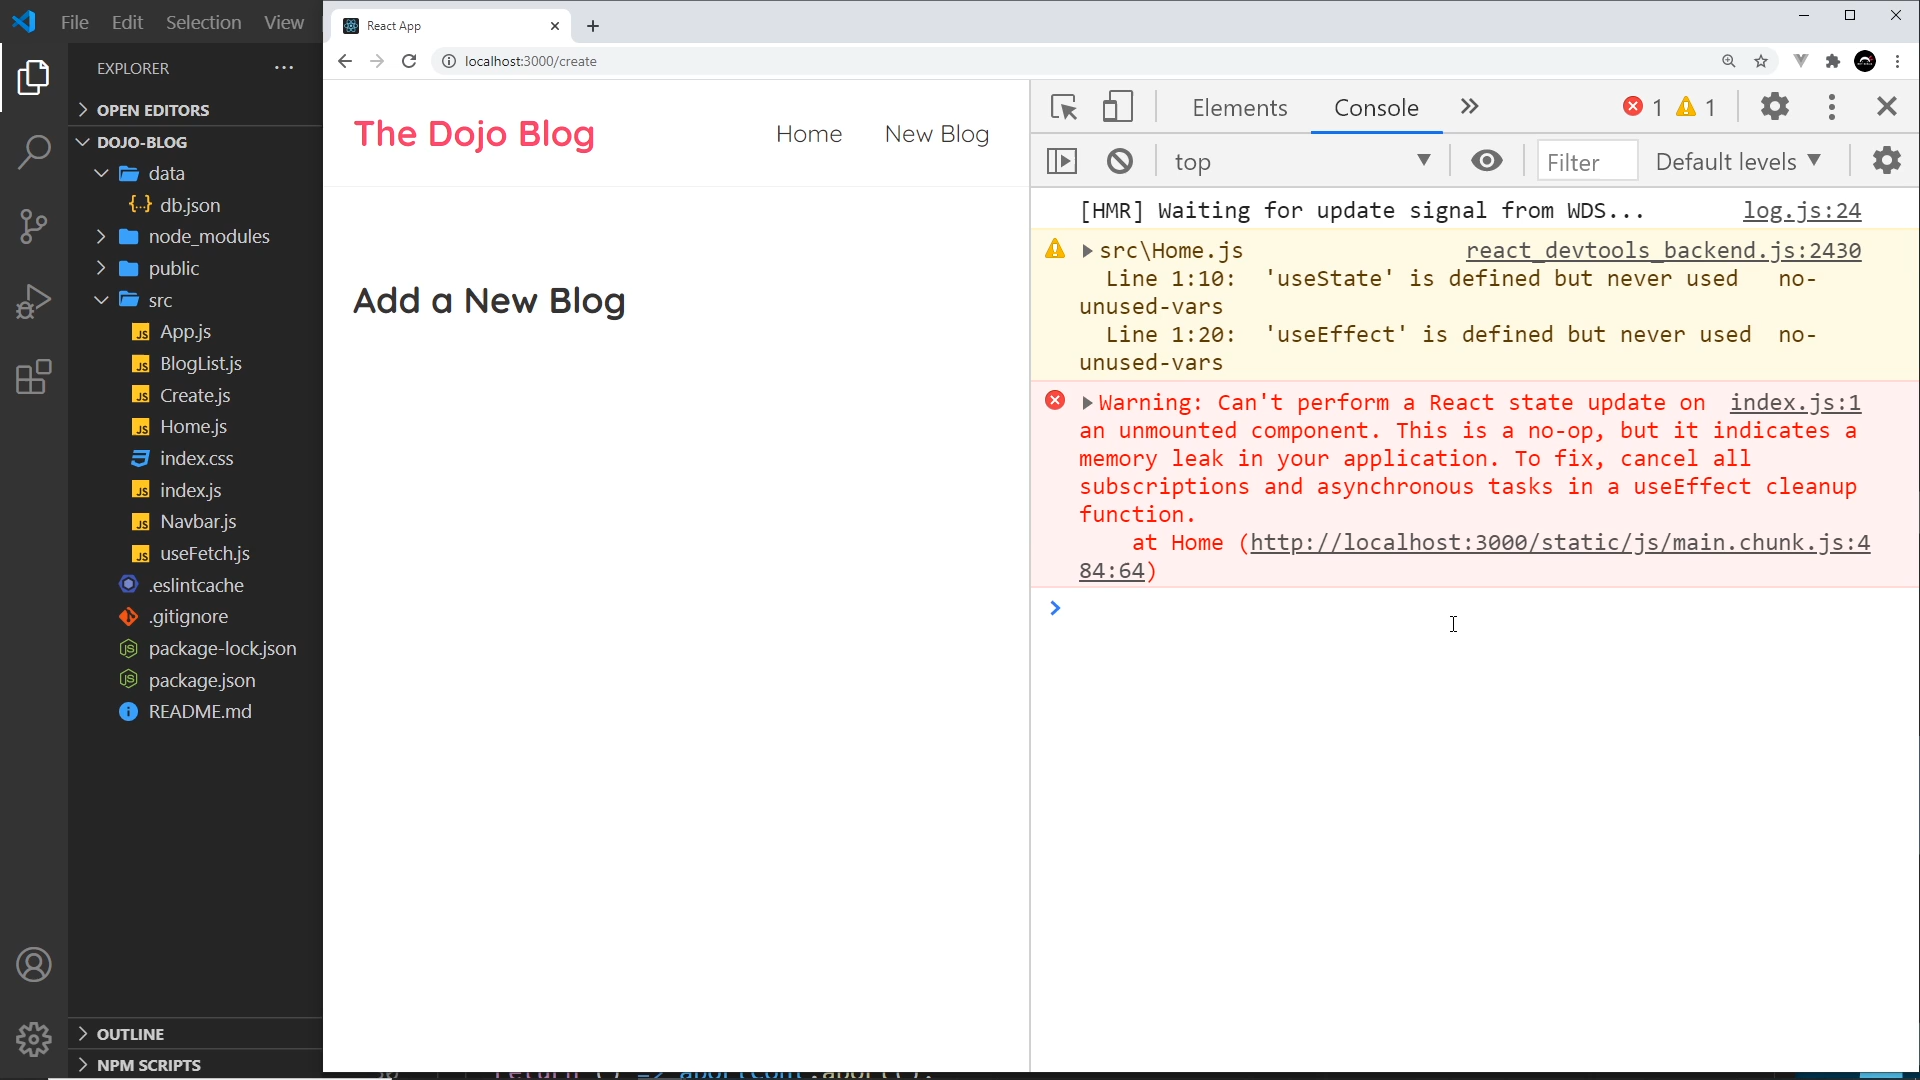 File Edit Selection View
EXPLORER
OPEN EDITORS
DOJO-BLOG
data
db.json
node_modules
public
src
App.js
BlogList.js
Create.js
Home.js
index.css
index.js
Navbar.js
useFetch.js
.eslintcache
.gitignore
package-lock.json
package.json
README.md
OUTLINE
NPM SCRIPTS
React App
localhost:3000/create
The Dojo Blog
Home New Blog
Add a New Blog
Elements Console 1 1
top Filter Default levels
[HMR] Waiting for update signal from WDS... log.js:24
src\Home.js react_devtools_backend.js:2430
Line 1:10: 'useState' is defined but never used no-
unused-vars
Line 1:20: 'useEffect' is defined but never used no-
unused-vars
Warning: Can't perform a React state update on index.js:1
an unmounted component. This is a no-op, but it indicates a
memory leak in your application. To fix, cancel all
subscriptions and asynchronous tasks in a useEffect cleanup
function.
at Home (http://localhost:3000/static/js/main.chunk.js:4
84:64)